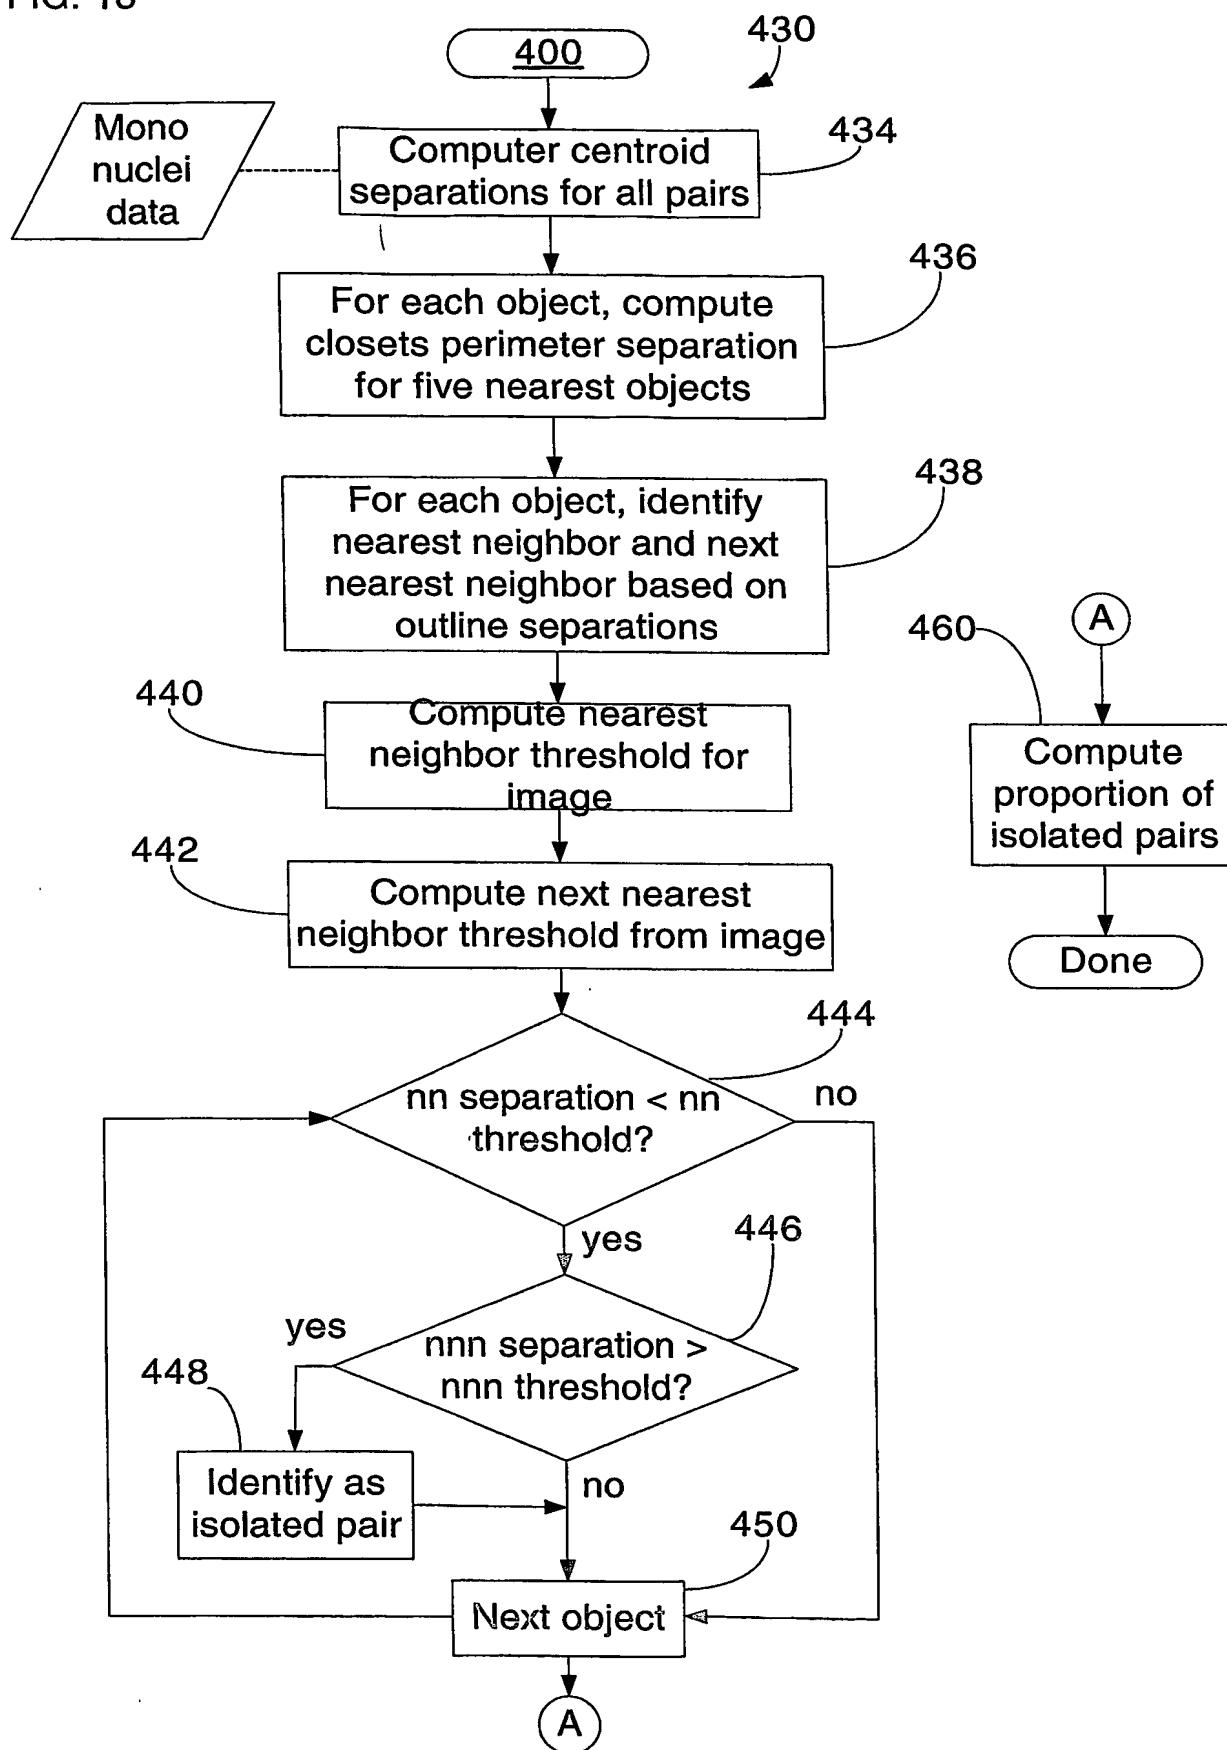 400
430
Mono
nuclei
data
Computer centroid
separations for all pairs
434
For each object, compute
closets perimeter separation
for five nearest objects
436
For each object, identify
nearest neighbor and next
nearest neighbor based on
outline separations
438
Compute nearest
neighbor threshold for
image
440
Compute next nearest
neighbor threshold from image
442
nn separation < nn
threshold?
444
no
yes
nnn separation >
nnn threshold?
446
yes
448
Identify as
isolated pair
no
450
Next object
A
A
460
Compute
proportion of
isolated pairs
Done